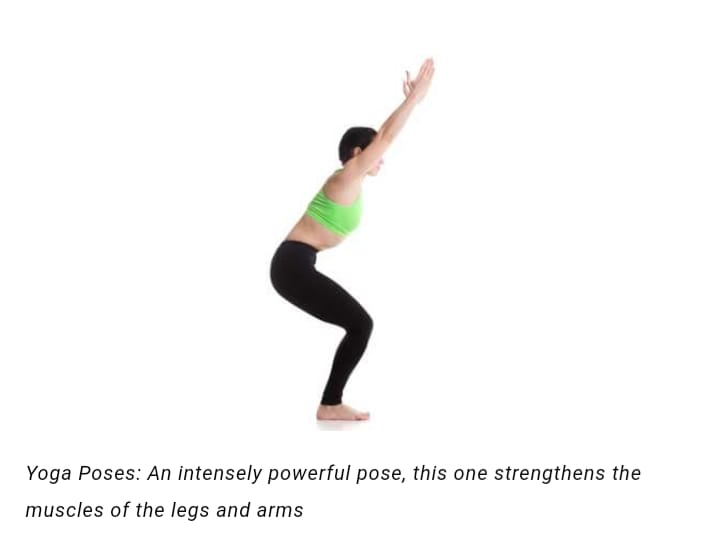 Yoga Poses: An intensely powerful pose, this one strengthens the
muscles of the legs and arms